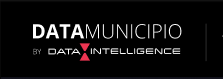 DATAMUNICIPIO
BY DATA INTELLIGENCE